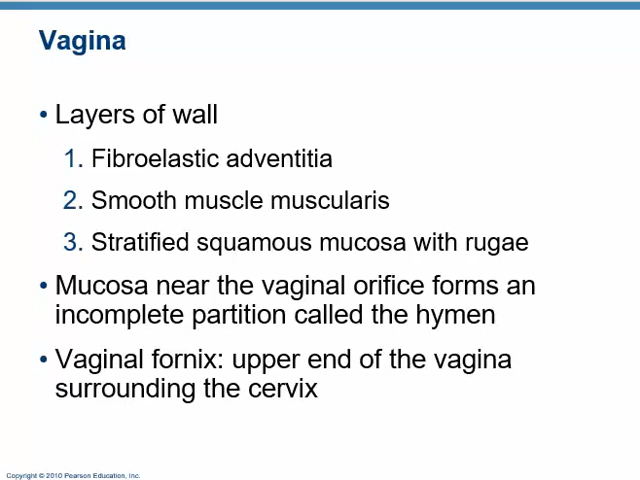 Vagina
• Layers of wall
1. Fibroelastic adventitia
2. Smooth muscle muscularis
3. Stratified squamous mucosa with rugae
• Mucosa near the vaginal orifice forms an
incomplete partition called the hymen
• Vaginal fornix: upper end of the vagina
surrounding the cervix
Copyright © 2010 Pearson Education, Inc.